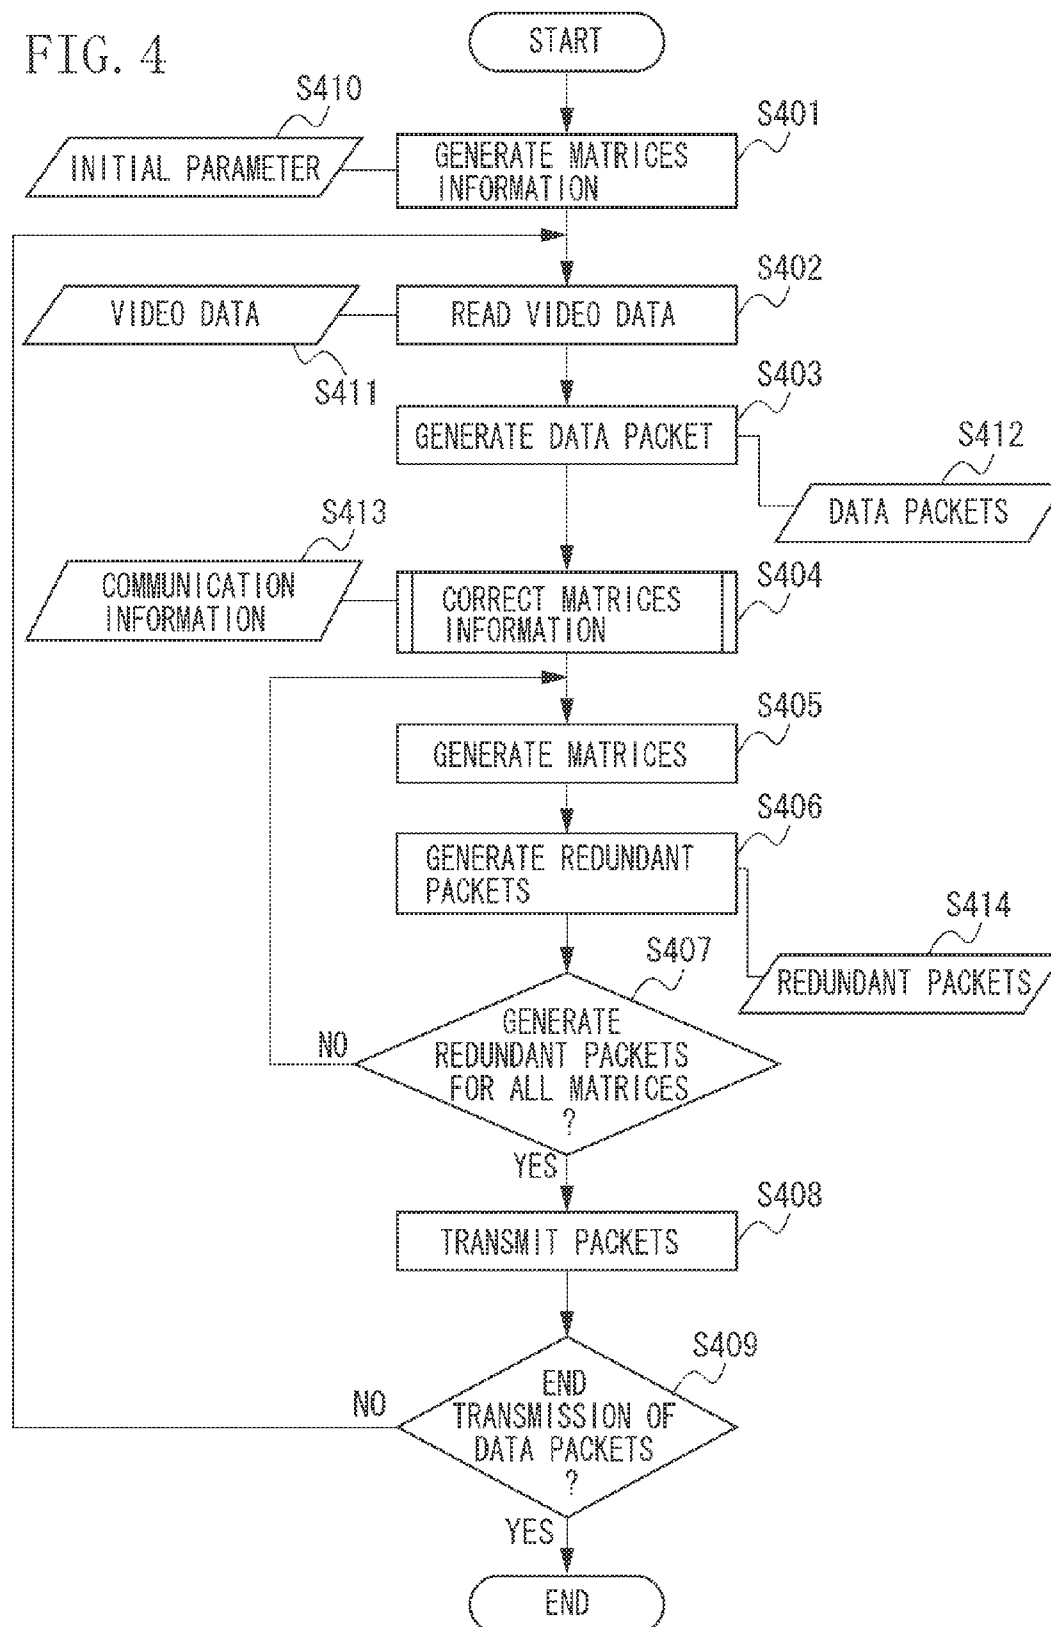 FIG. 4
START
S410
INITIAL PARAMETER
S401
GENERATE MATRICES
INFORMATION
S402
VIDEO DATA
READ VIDEO DATA
S411
S403
GENERATE DATA PACKET
S412
DATA PACKETS
S413
COMMUNICATION
INFORMATION
S404
CORRECT MATRICES
INFORMATION
S405
GENERATE MATRICES
S406
GENERATE REDUNDANT
PACKETS
S414
REDUNDANT PACKETS
S407
GENERATE
REDUNDANT PACKETS
FOR ALL MATRICES
?
NO
YES
S408
TRANSMIT PACKETS
S409
END
TRANSMISSION OF
DATA PACKETS
?
NO
YES
END